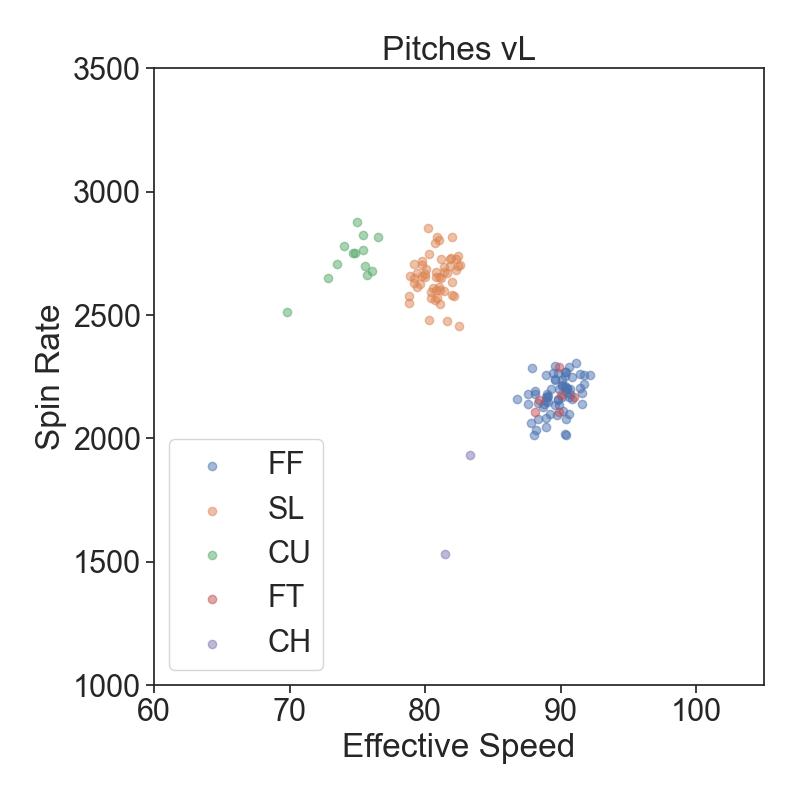 Pitches vL
3500
3000
2500
2000
1500
1000
Spin Rate
FF
SL
CU
FT
CH
60 70 80 90 100
Effective Speed